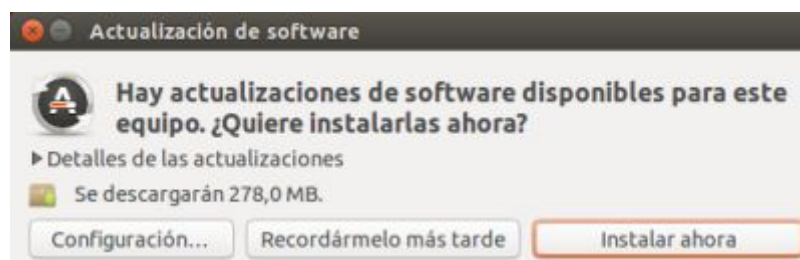 Actualización de software
Hay actualizaciones de software disponibles para este
equipo. ¿Quiere instalarlas ahora?
Detalles de las actualizaciones
Se descargarán 278,0 MB.
Configuración... Recordármelo más tarde Instalar ahora